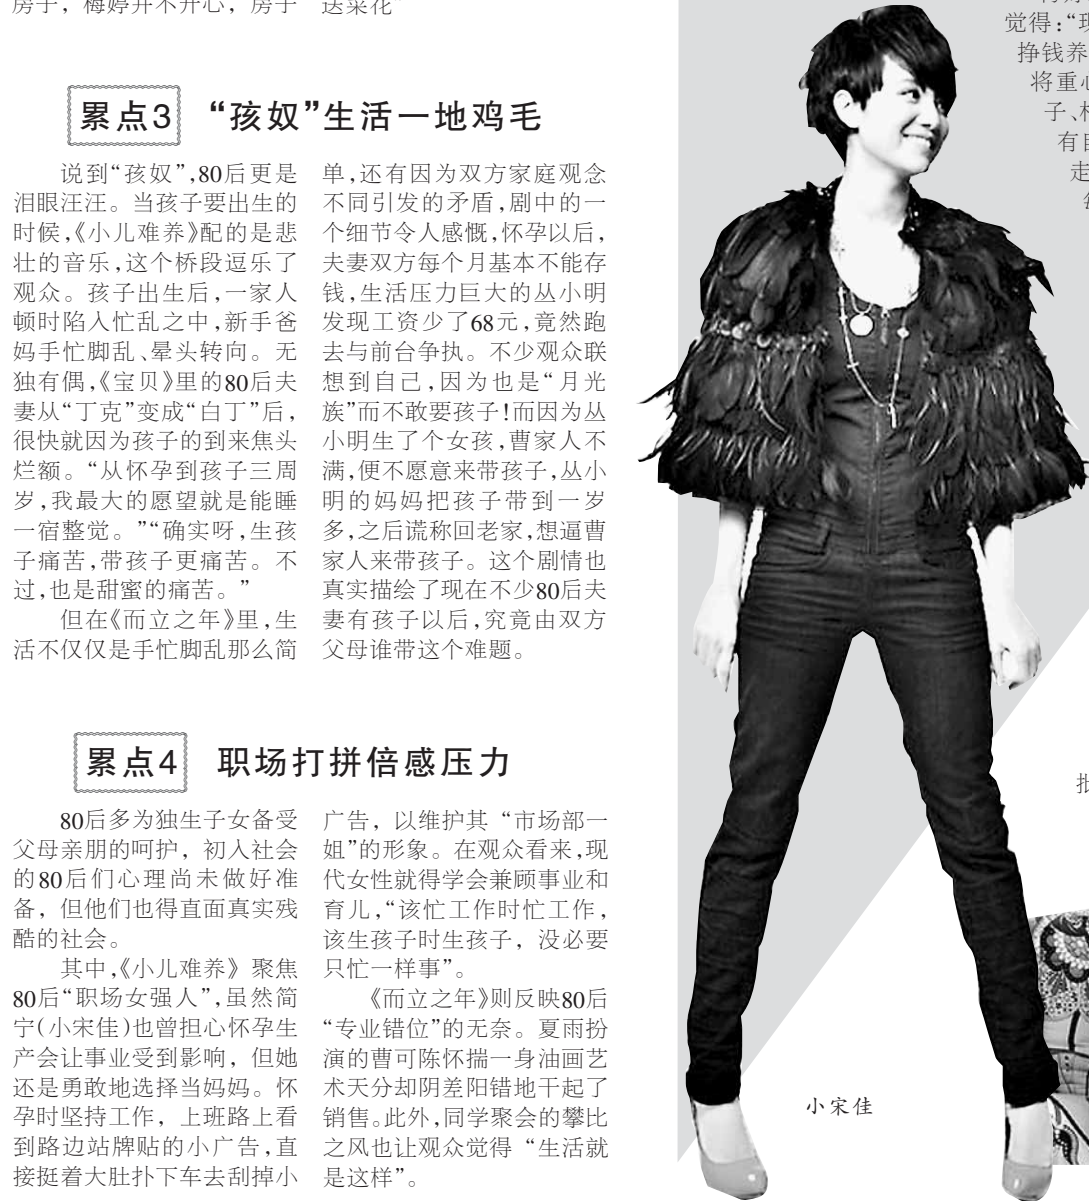 房子，梅婷并不开心，房子
送菜花”
累点3 “孩奴”生活一地鸡毛
说到“孩奴”,80后更是
泪眼汪汪。当孩子要出生的
时侯,《小儿难养》配的是悲
壮的音乐,这个桥段逗乐了
观众。孩子出生后,一家人
顿时陷入忙乱之中,新手爸
妈手忙脚乱、晕头转向。无
独有偶,《宝贝》里的80后夫
妻从“丁克”变成“白丁”后,
很快就因为孩子的到来焦头
烂额。“从怀孕到孩子三周
岁,我最大的愿望就是能睡
一宿整觉。”“确实呀,生孩
子痛苦,带孩子更痛苦。不
过,也是甜蜜的痛苦。”
但在《而立之年》里,生
活不仅仅是手忙脚乱那么简
单,还有因为双方家庭观念
不同引发的矛盾,剧中的一
个细节令人感慨,怀孕以后,
夫妻双方每个月基本不能存
钱,生活压力巨大的丛小明
发现工资少了68元,竟然跑
去与前台争执。不少观众联
想到自己,因为也是“月光
族”而不敢要孩子!而因为丛
小明生了个女孩,曹家人不
满,便不愿意来带孩子,丛小
明的妈妈把孩子带到一岁
多,之后谎称回老家,想逼曹
家人来带孩子。这个剧情也
真实描绘了现在不少80后夫
妻有孩子以后,究竟由双方
父母谁带这个难题。
累点4 职场打拼倍感压力
80后多为独生子女备受
父母亲朋的呵护，初入社会
的80后们心理尚未做好准
备，但他们也得直面真实残
酷的社会。
其中,《小儿难养》聚焦
80后“职场女强人”,虽然简
宁(小宋佳)也曾担心怀孕生
产会让事业受到影响，但她
还是勇敢地选择当妈妈。怀
孕时坚持工作，上班路上看
到路边站牌贴的小广告,直
接挺着大肚扑下车去刮掉小
广告，以维护其“市场部一
姐”的形象。在观众看来,现
代女性就得学会兼顾事业和
育儿,“该忙工作时忙工作，
该生孩子时生孩子，没必要
只忙一样事”。
《而立之年》则反映80后
“专业错位”的无奈。夏雨扮
演的曹可陈怀揣一身油画艺
术天分却阴差阳错地干起了
销售。此外,同学聚会的攀比
之风也让观众觉得“生活就
是这样”。
觉得:“现
挣钱养
将重心
子、
有
走
小宋佳